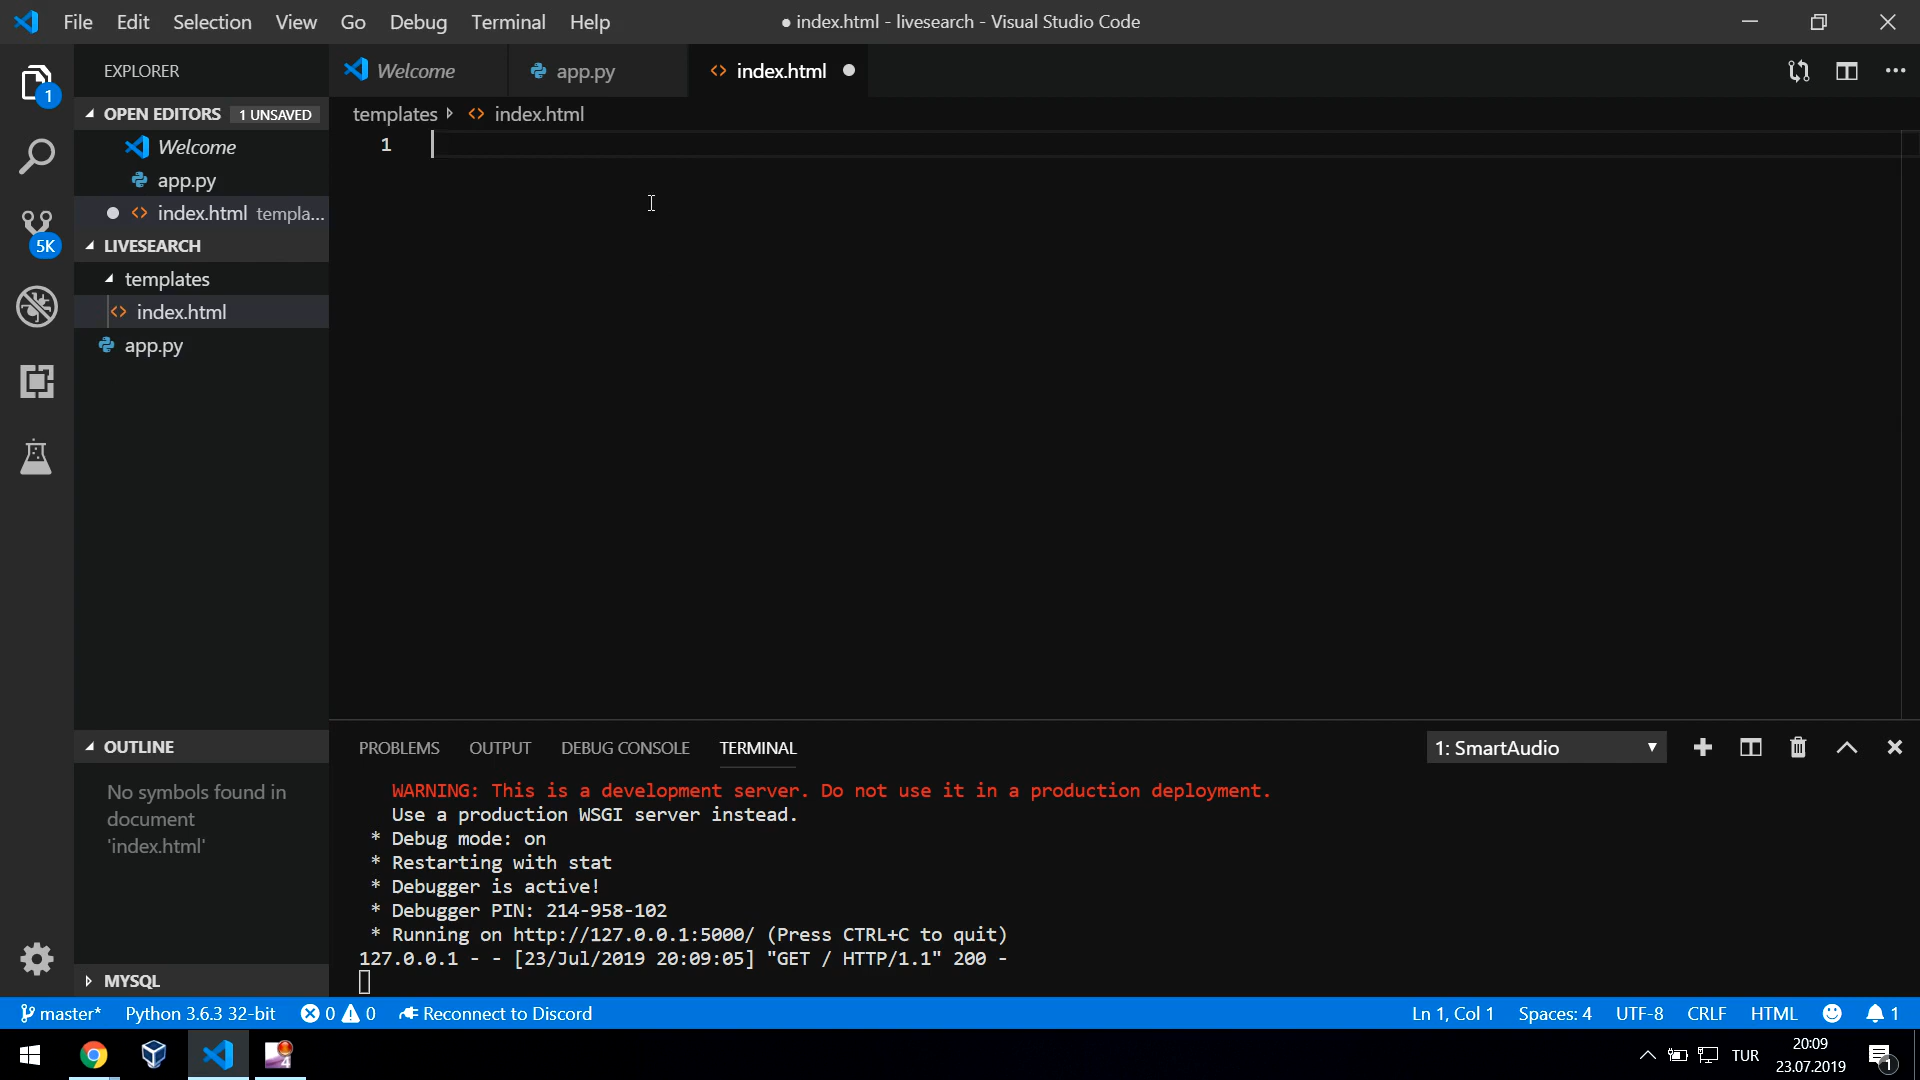 File Edit Selection View Go Debug Terminal Help
● index.html - livesearch - Visual Studio Code
EXPLORER
Welcome
app.py
index.html
1
OPEN EDITORS 1 UNSAVED
templates index.html
Welcome
1
app.py
index.html templa...
5K
LIVESEARCH
templates
index.html
app.py
OUTLINE
No symbols found in
document
'index.html'
MYSQL
PROBLEMS OUTPUT DEBUG CONSOLE TERMINAL
1: SmartAudio
WARNING: This is a development server. Do not use it in a production deployment.
Use a production WSGI server instead.
* Debug mode: on
* Restarting with stat
* Debugger is active!
* Debugger PIN: 214-958-102
* Running on http://127.0.0.1:5000/ (Press CTRL+C to quit)
127.0.0.1 - - [23/Jul/2019 20:09:05] "GET / HTTP/1.1" 200 -
master* Python 3.6.3 32-bit 0 0 Reconnect to Discord
Ln 1, Col 1 Spaces: 4 UTF-8 CRLF HTML 1
4
TUR
20:09
23.07.2019
1